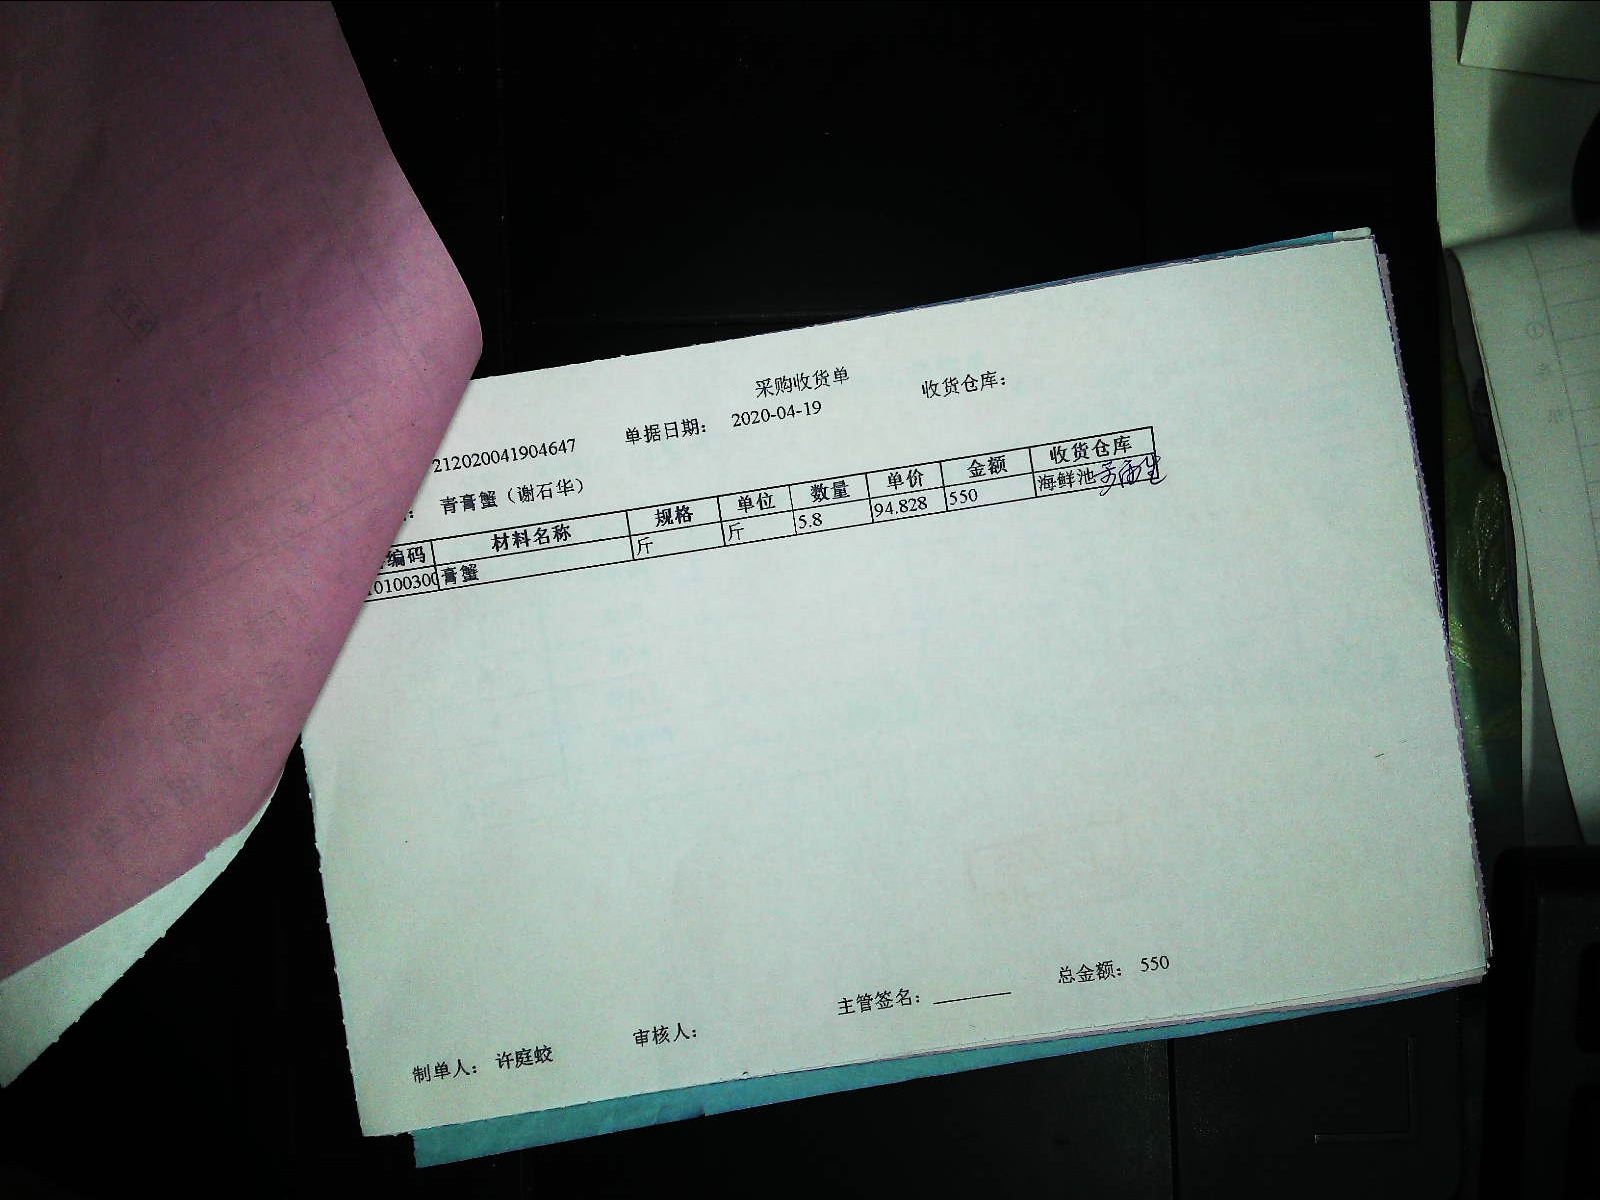 采购收货单
212020041904647 单据日期： 2020-04-19 收货仓库：
： 青膏蟹（谢石华）
编码 材料名称 规格 单位 数量 单价 金额 收货仓库
0100300 膏蟹 斤 斤 5.8 94.828 550 海鲜池
制单人： 许庭蛟 审核人： 主管签名： 总金额： 550